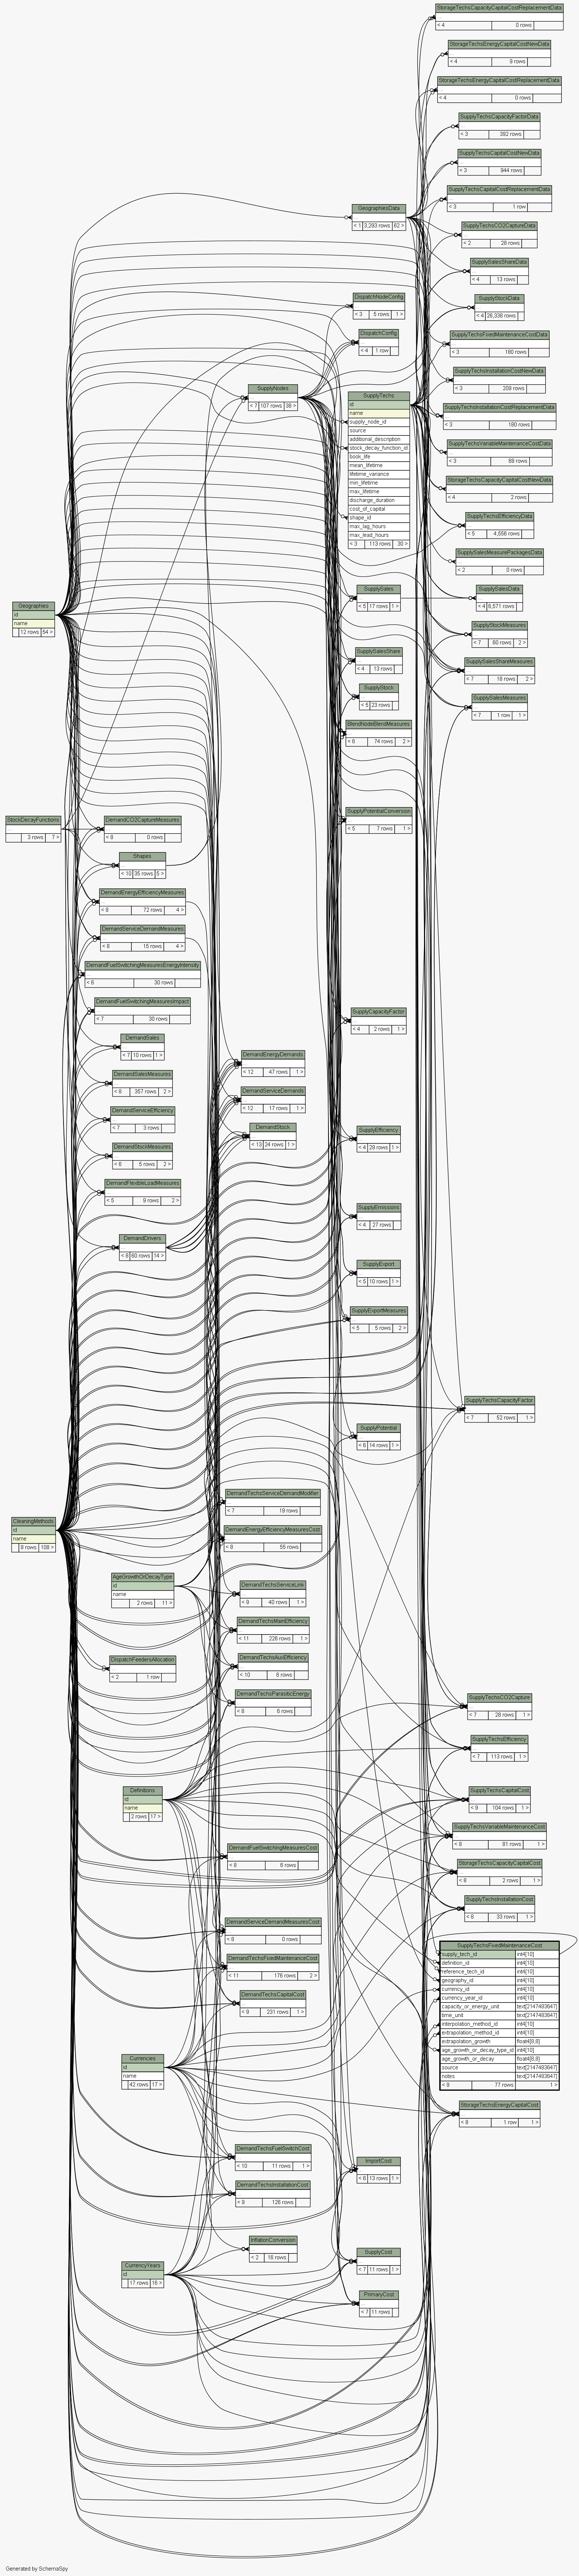 StorageTechsCapacityCapitalCostReplacementData
...
< 4 0 rows
StorageTechsEnergyCapitalCostNewData
...
< 4 9 rows
StorageTechsEnergyCapitalCostReplacementData
...
< 4 0 rows
SupplyTechsCapacityFactorData
...
< 3 392 rows
SupplyTechsCapitalCostNewData
...
< 3 944 rows
SupplyTechsCapitalCostReplacementData
...
< 3 1 row
GeographiesData
...
< 1 3,293 rows 62 >
SupplyTechsCO2CaptureData
...
< 2 28 rows
SupplySalesShareData
...
< 4 13 rows
DispatchNodeConfig
...
< 3 5 rows 1 >
SupplyStockData
...
< 4 26,338 rows
DispatchConfig
...
< 4 1 row
SupplyTechsFixedMaintenanceCostData
...
< 3 180 rows
SupplyTechsInstallationCostNewData
...
< 3 209 rows
SupplyNodes
...
< 7 107 rows 38 >
SupplyTechs
id
name
supply_node_id
source
additional_description
stock_decay_function_id
book_life
mean_lifetime
lifetime_variance
min_lifetime
max_lifetime
discharge_duration
cost_of_capital
shape_id
max_lag_hours
max_lead_hours
< 3 113 rows 30 >
SupplyTechsInstallationCostReplacementData
...
< 3 180 rows
SupplyTechsVariableMaintenanceCostData
...
< 3 88 rows
StorageTechsCapacityCapitalCostNewData
...
< 4 2 rows
SupplyTechsEfficiencyData
...
< 5 4,556 rows
SupplySalesMeasurePackagesData
...
< 2 0 rows
SupplySales
...
< 5 17 rows 1 >
SupplySalesData
...
< 4 6,571 rows
Geographies
id
name
12 rows 54 >
SupplyStockMeasures
...
< 7 60 rows 2 >
SupplySalesShare
...
< 4 13 rows
SupplySalesShareMeasures
...
< 7 18 rows 2 >
SupplyStock
...
< 5 23 rows
SupplySalesMeasures
...
< 7 1 row 1 >
BlendNodeBlendMeasures
...
< 6 74 rows 2 >
StockDecayFunctions
...
3 rows 7 >
DemandCO2CaptureMeasures
...
< 8 0 rows
SupplyPotentialConversion
...
< 5 7 rows 1 >
Shapes
...
< 10 35 rows 5 >
DemandEnergyEfficiencyMeasures
...
< 8 72 rows 4 >
DemandServiceDemandMeasures
...
< 8 15 rows 4 >
DemandFuelSwitchingMeasuresEnergyIntensity
...
< 6 30 rows
DemandFuelSwitchingMeasuresImpact
...
< 7 30 rows
SupplyCapacityFactor
...
< 4 2 rows 1 >
DemandSales
...
< 7 10 rows 1 >
DemandEnergyDemands
...
< 12 47 rows 1 >
DemandSalesMeasures
...
< 8 357 rows 2 >
DemandServiceDemands
...
< 12 17 rows 1 >
DemandServiceEfficiency
...
< 7 3 rows
DemandStock
...
< 13 24 rows 1 >
SupplyEfficiency
...
< 4 28 rows 1 >
DemandStockMeasures
...
< 6 5 rows 2 >
DemandFlexibleLoadMeasures
...
< 5 9 rows 2 >
SupplyEmissions
...
< 4 27 rows
DemandDrivers
...
< 8 60 rows 14 >
SupplyExport
...
< 5 10 rows 1 >
SupplyExportMeasures
...
< 5 5 rows 2 >
SupplyTechsCapacityFactor
...
< 7 52 rows 1 >
SupplyPotential
...
< 6 14 rows 1 >
DemandTechsServiceDemandModifier
...
< 7 19 rows
CleaningMethods
id
name
8 rows 108 >
DemandEnergyEfficiencyMeasuresCost
...
< 8 55 rows
AgeGrowthOrDecayType
id
name
2 rows 11 >
DemandTechsServiceLink
...
< 9 40 rows 1 >
DemandTechsMainEfficiency
...
< 11 226 rows 1 >
DispatchFeedersAllocation
...
< 2 1 row
DemandTechsAuxEfficiency
...
< 10 6 rows
DemandTechsParasiticEnergy
...
< 8 6 rows
SupplyTechsCO2Capture
...
< 7 28 rows 1 >
SupplyTechsEfficiency
...
< 7 113 rows 1 >
Definitions
id
name
2 rows 17 >
SupplyTechsCapitalCost
...
< 9 104 rows 1 >
SupplyTechsVariableMaintenanceCost
...
< 8 81 rows 1 >
DemandFuelSwitchingMeasuresCost
...
< 8 6 rows
StorageTechsCapacityCapitalCost
...
< 8 2 rows 1 >
SupplyTechsInstallationCost
...
< 8 33 rows 1 >
DemandServiceDemandMeasuresCost
...
< 8 0 rows
DemandTechsFixedMaintenanceCost
...
< 11 176 rows 2 >
DemandTechsCapitalCost
...
< 9 231 rows 1 >
SupplyTechsFixedMaintenanceCost
supply_tech_id int4[10]
definition_id int4[10]
reference_tech_id int4[10]
geography_id int4[10]
currency_id int4[10]
currency_year_id int4[10]
capacity_or_energy_unit text[2147483647]
time_unit text[2147483647]
interpolation_method_id int4[10]
extrapolation_method_id int4[10]
extrapolation_growth float4[8,8]
age_growth_or_decay_type_id int4[10]
age_growth_or_decay float4[8,8]
source text[2147483647]
notes text[2147483647]
< 8 77 rows 1 >
Currencies
id
name
42 rows 17 >
StorageTechsEnergyCapitalCost
...
< 8 1 row 1 >
DemandTechsFuelSwitchCost
...
< 10 11 rows 1 >
ImportCost
...
< 6 13 rows 1 >
DemandTechsInstallationCost
...
< 9 126 rows
InflationConversion
...
< 2 18 rows
SupplyCost
...
< 7 11 rows 1 >
CurrencyYears
id
17 rows 16 >
PrimaryCost
...
< 7 11 rows
Generated by SchemaSpy